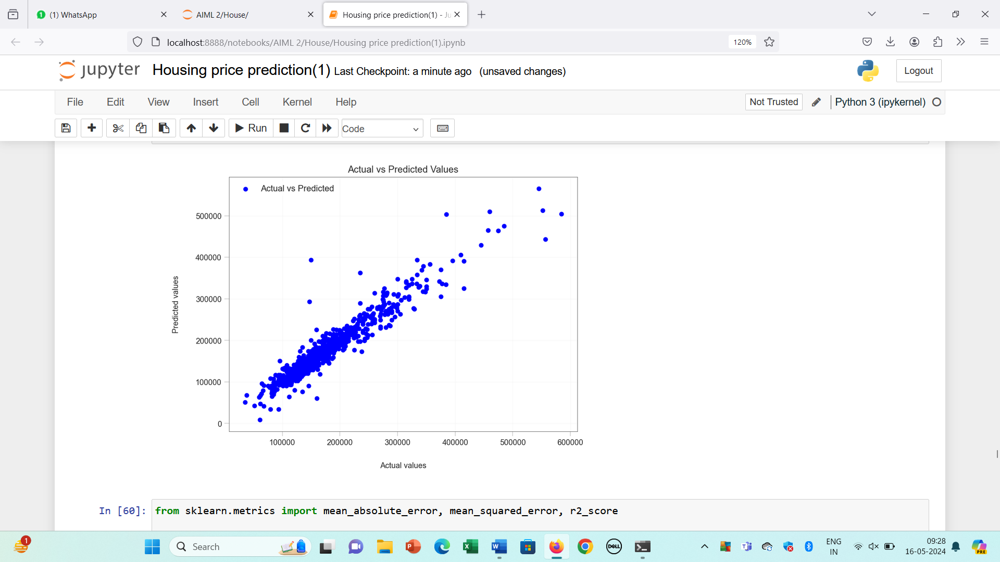 (1) WhatsApp
AIML 2/House/
Housing price prediction(1) - Ju
localhost:8888/notebooks/AIML 2/House/Housing price prediction(1).ipynb
120%
jupyter Housing price prediction(1) Last Checkpoint: a minute ago (unsaved changes)
Logout
File Edit View Insert Cell Kernel Help
Not Trusted
Python 3 (ipykernel)
Run
Code
Actual vs Predicted Values
Actual vs Predicted
500000
400000
300000
200000
100000
0
Predicted values
100000 200000 300000 400000 500000 600000
Actual values
In [60]: from sklearn.metrics import mean_absolute_error, mean_squared_error, r2_score
1
Search
P
X
W
DELL
ENG
IN
09:28
16-05-2024
PRE